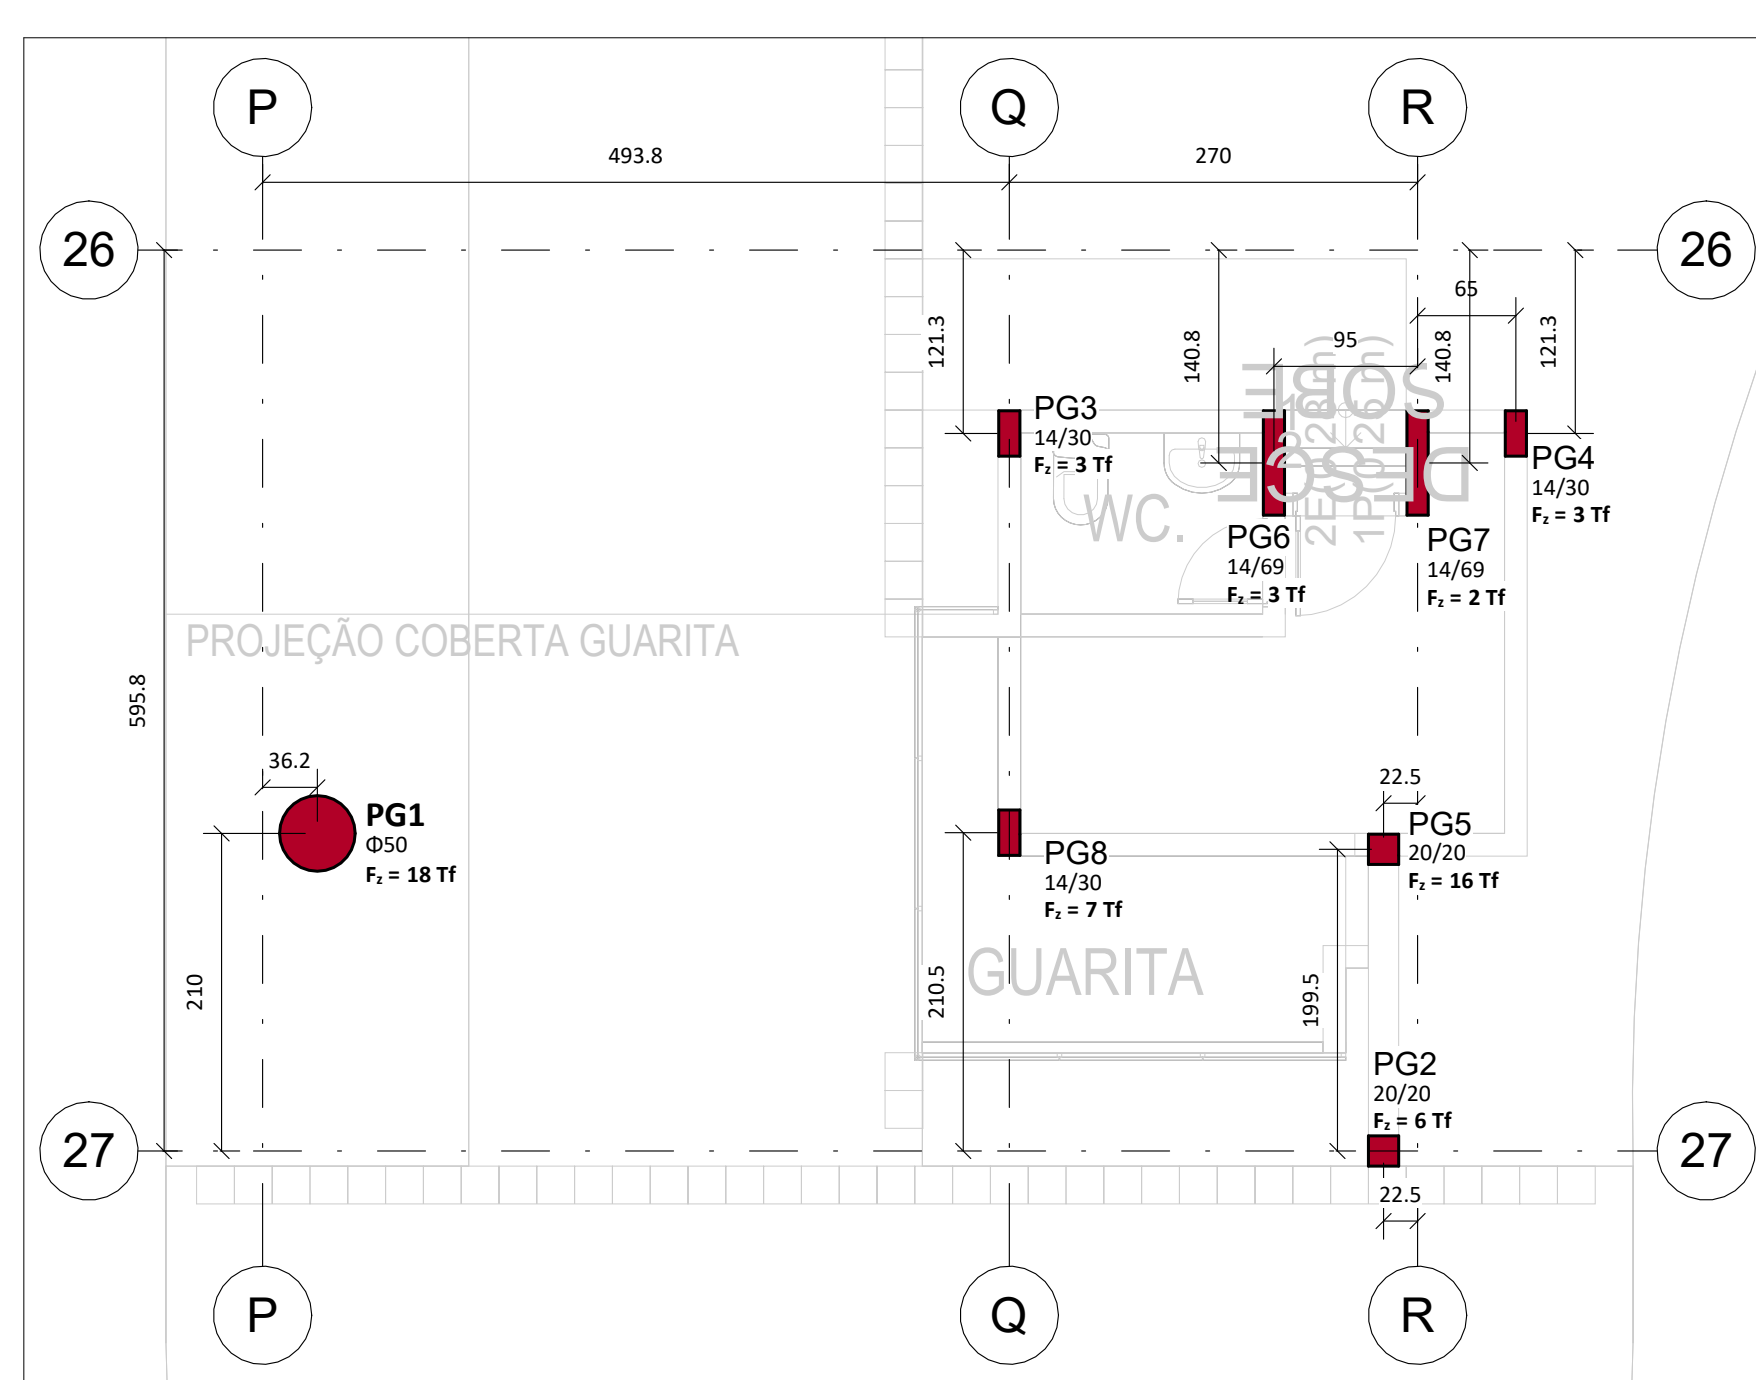 P
Q
R
493.8
270
26
26
65
121.3
140.8
95
140.8
121.3
SOBE
DESCE
PG3
14/30
Fz = 3 Tf
PG4
14/30
Fz = 3 Tf
WC.
PG6
14/69
Fz = 3 Tf
PG7
14/69
Fz = 2 Tf
PROJEÇÃO COBERTA GUARITA
595.8
36.2
22.5
PG1
Φ50
Fz = 18 Tf
PG5
20/20
Fz = 16 Tf
PG8
14/30
Fz = 7 Tf
GUARITA
210
210.5
199.5
PG2
20/20
Fz = 6 Tf
27
27
22.5
P
Q
R